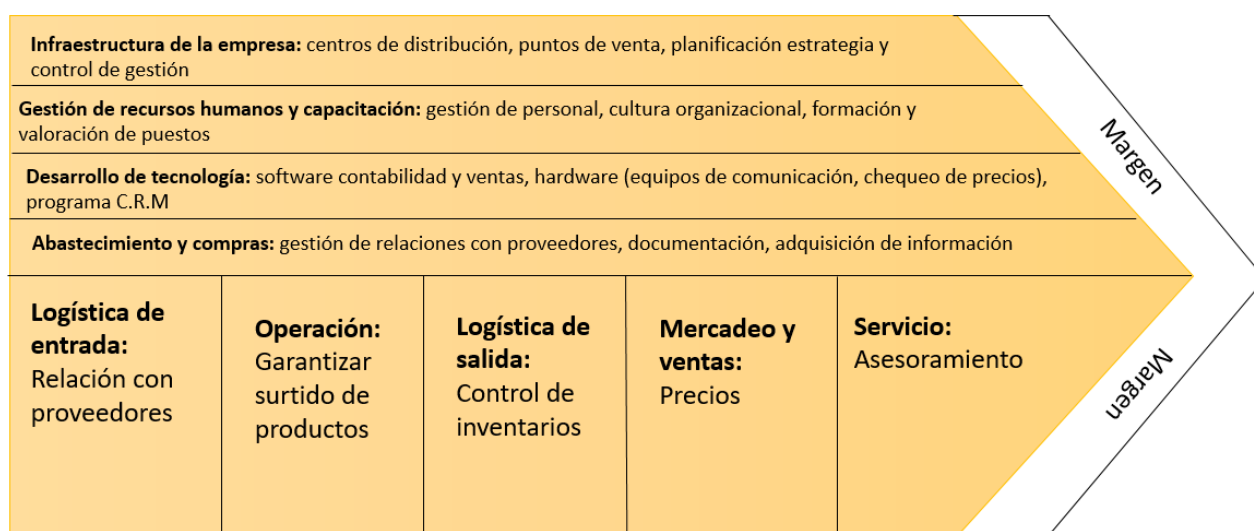 Infraestructura de la empresa: centros de distribución, puntos de venta, planificación estrategia y
control de gestión
Gestión de recursos humanos y capacitación: gestión de personal, cultura organizacional, formación y
valoración de puestos
Desarrollo de tecnología: software contabilidad y ventas, hardware (equipos de comunicación, chequeo de precios),
programa C.R.M
Abastecimiento y compras: gestión de relaciones con proveedores, documentación, adquisición de información
Logística de
entrada:
Relación con
proveedores
Operación:
Garantizar
surtido de
productos
Logística de
salida:
Control de
inventarios
Mercadeo y
ventas:
Precios
Servicio:
Asesoramiento
Margen
Margen